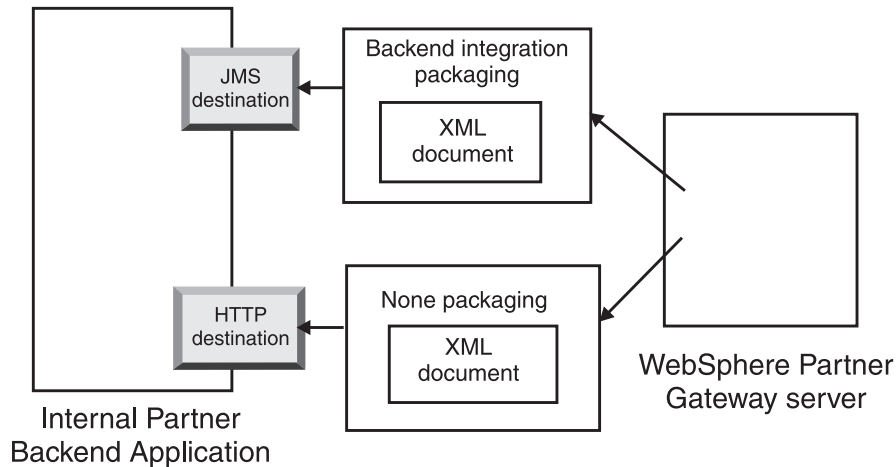 JMS
destination
Backend integration
packaging
XML
document
HTTP
destination
None packaging
XML
document
WebSphere Partner
Gateway server
Internal Partner
Backend Application